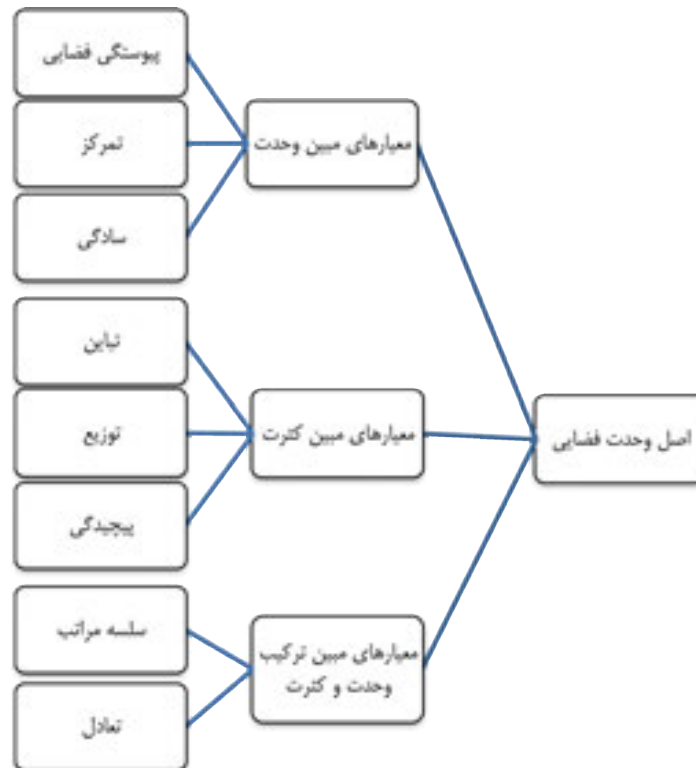 اصل وحدت فضایی
معیارهای مبین وحدت
پیوستگی فضایی
تمرکز
سادگی
معیارهای مبین کثرت
تباین
توزیع
پیچیدگی
معیارهای مبین ترکیب
وحدت و کثرت
سلسه مراتب
تعادل